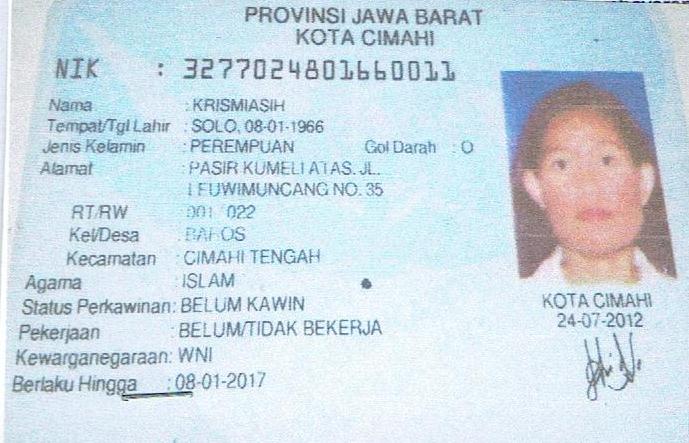 PROVINSI JAWA BARAT
KOTA CIMAHI
NIK : 3277024801660011
Nama : KRISMIASIH
Tempat/Tgl Lahir : SOLO, 08-01-1966
Jenis Kelamin : PEREMPUAN Gol Darah : O
Alamat : PASIR KUMELI ATAS. JL.
LEUWIMUNCANG NO. 35
RT/RW : 001 022
Kel/Desa : BAROS
Kecamatan : CIMAHI TENGAH
Agama : ISLAM
Status Perkawinan: BELUM KAWIN
Pekerjaan : BELUM/TIDAK BEKERJA
Kewarganegaraan: WNI
Berlaku Hingga : 08-01-2017
KOTA CIMAHI
24-07-2012